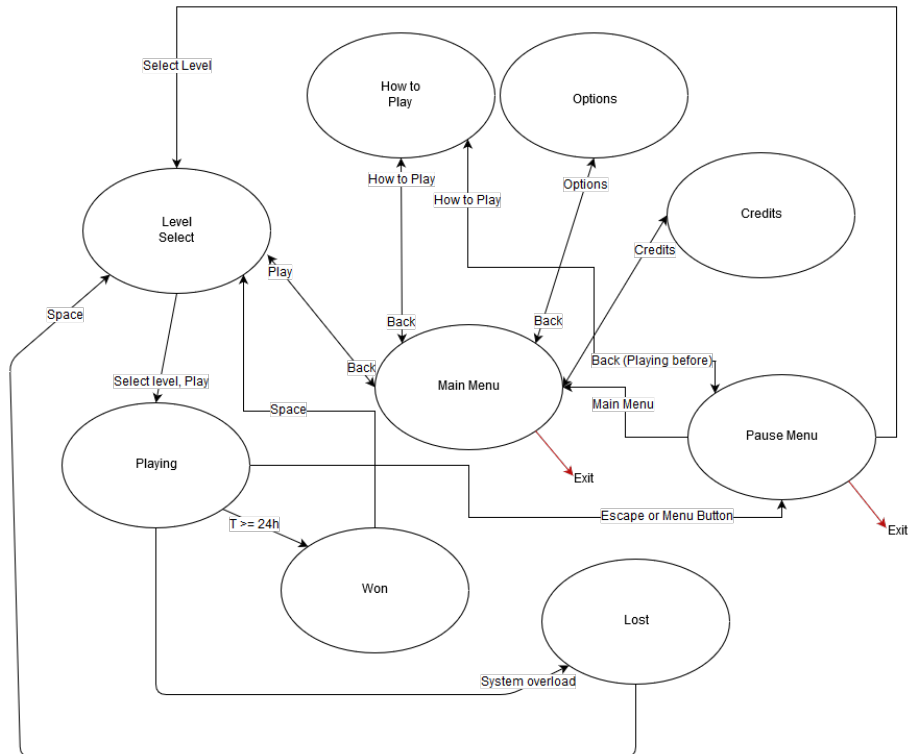 Select Level
How to
Play
Options
How to Play
How to Play
Options
Credits
Level
Select
Credits
Play
Space
Back
Back
Back (Playing before)
Back
Main Menu
Select level, Play
Main Menu
Space
Pause Menu
Playing
Exit
T >= 24h
Escape or Menu Button
Exit
Won
Lost
System overload